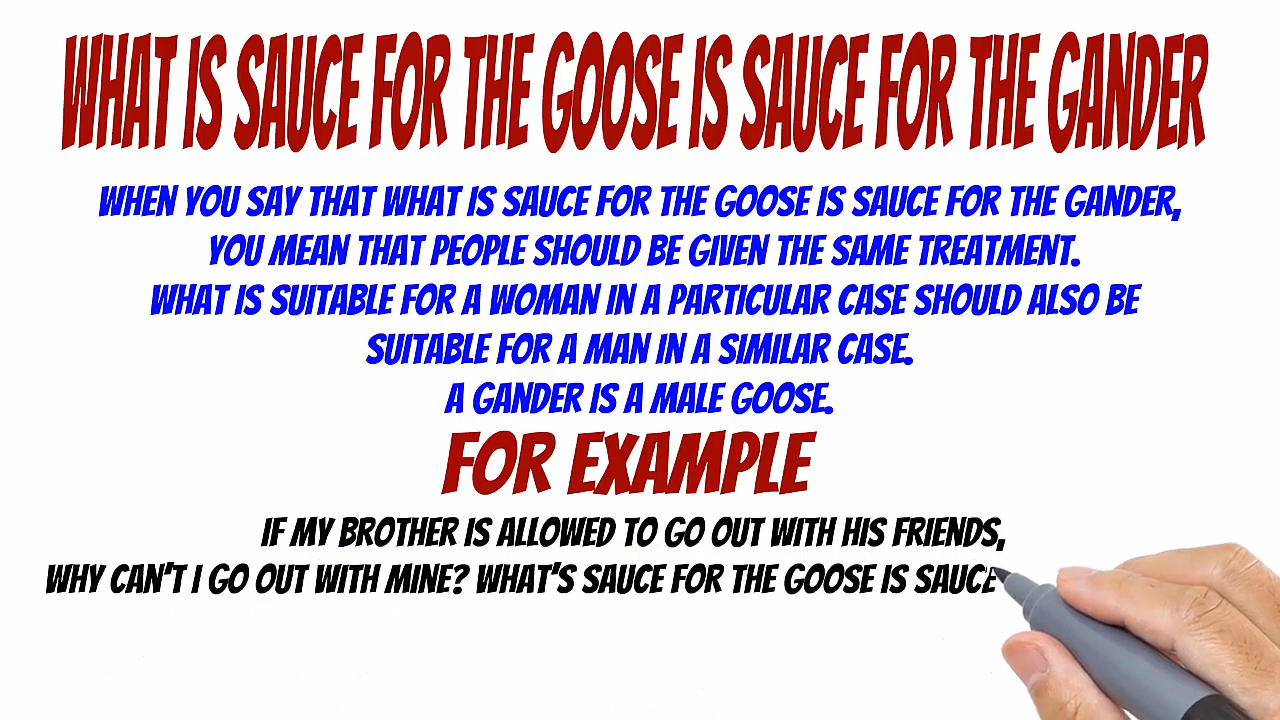 WHAT IS SAUCE FOR THE GOOSE IS SAUCE FOR THE GANDER
WHEN YOU SAY THAT WHAT IS SAUCE FOR THE GOOSE IS SAUCE FOR THE GANDER,
YOU MEAN THAT PEOPLE SHOULD BE GIVEN THE SAME TREATMENT.
WHAT IS SUITABLE FOR A WOMAN IN A PARTICULAR CASE SHOULD ALSO BE
SUITABLE FOR A MAN IN A SIMILAR CASE.
A GANDER IS A MALE GOOSE.
FOR EXAMPLE
IF MY BROTHER IS ALLOWED TO GO OUT WITH HIS FRIENDS,
WHY CAN'T I GO OUT WITH MINE? WHAT'S SAUCE FOR THE GOOSE IS SAUCE